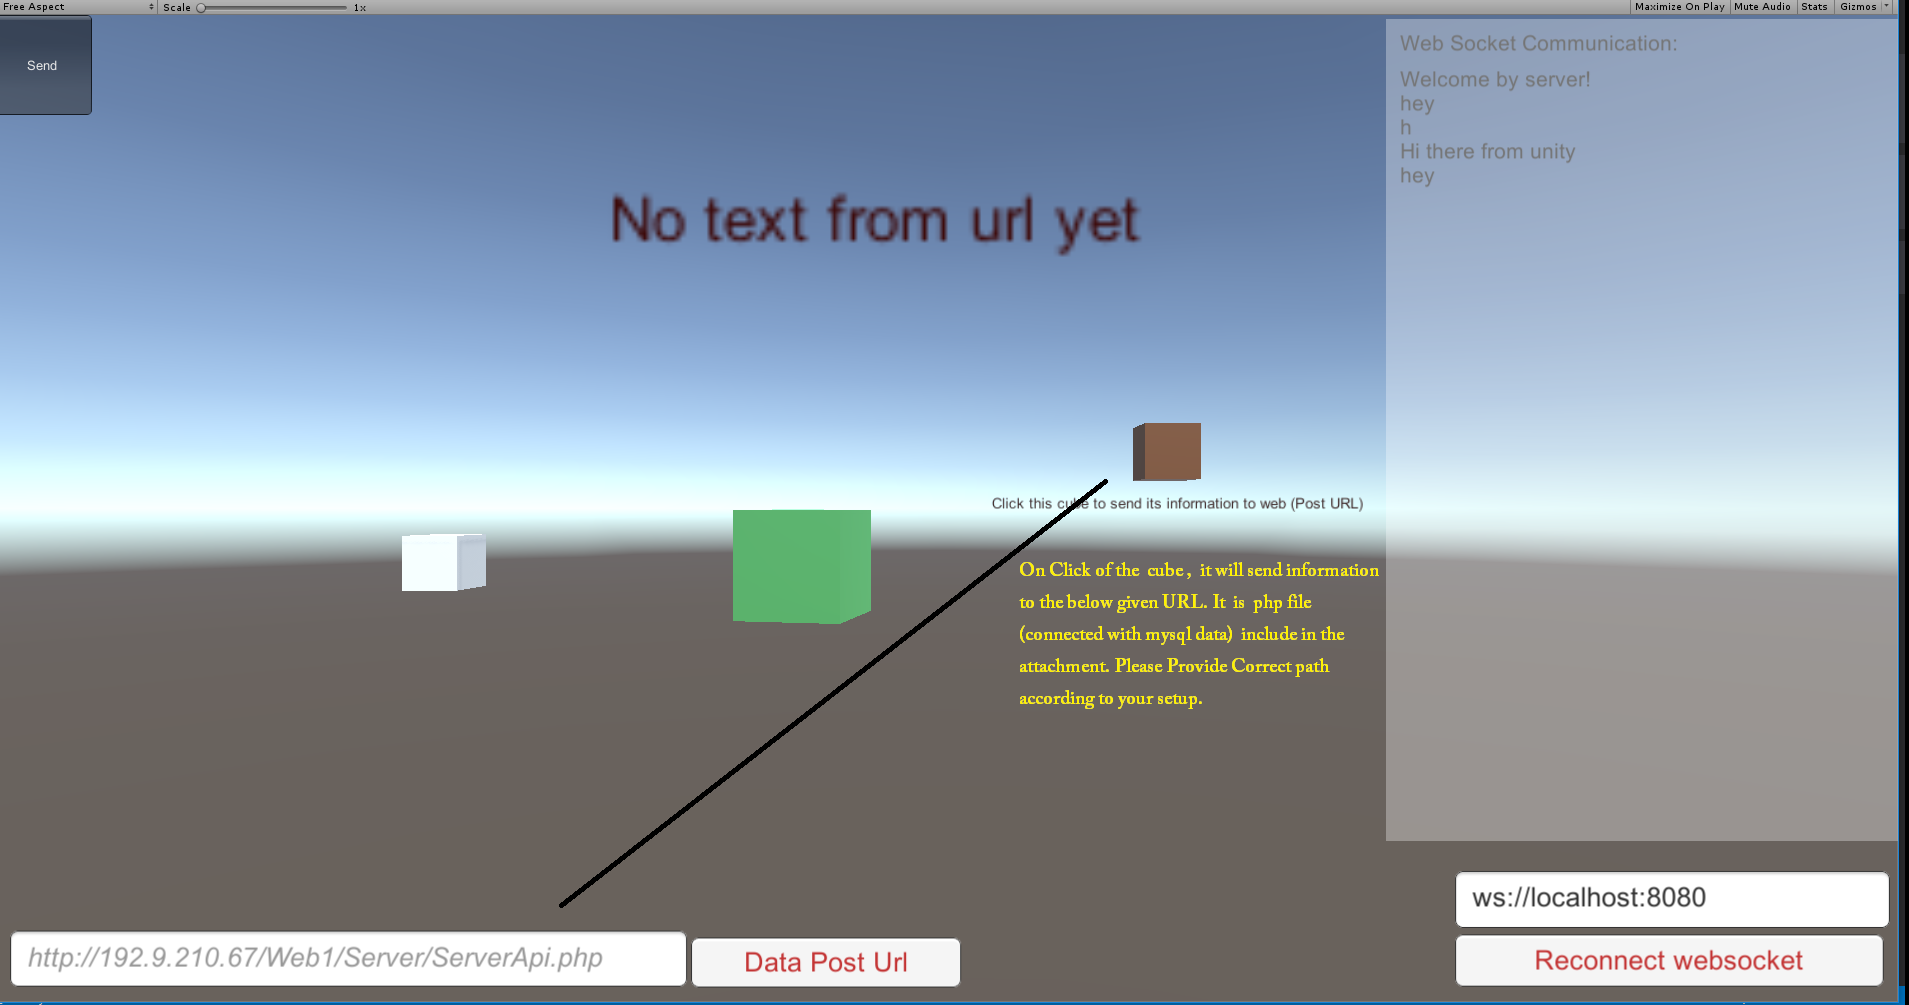 Free Aspect Scale 1x Maximize On Play Mute Audio Stats Gizmos
Send
Web Socket Communication:
Welcome by server!
hey
h
Hi there from unity
hey
No text from url yet
Click this cube to send its information to web (Post URL)
On Click of the cube , it will send information
to the below given URL. It is php file
(connected with mysql data) include in the
attachment. Please Provide Correct path
according to your setup.
ws://localhost:8080
Reconnect websocket
http://192.9.210.67/Web1/Server/ServerApi.php
Data Post Url